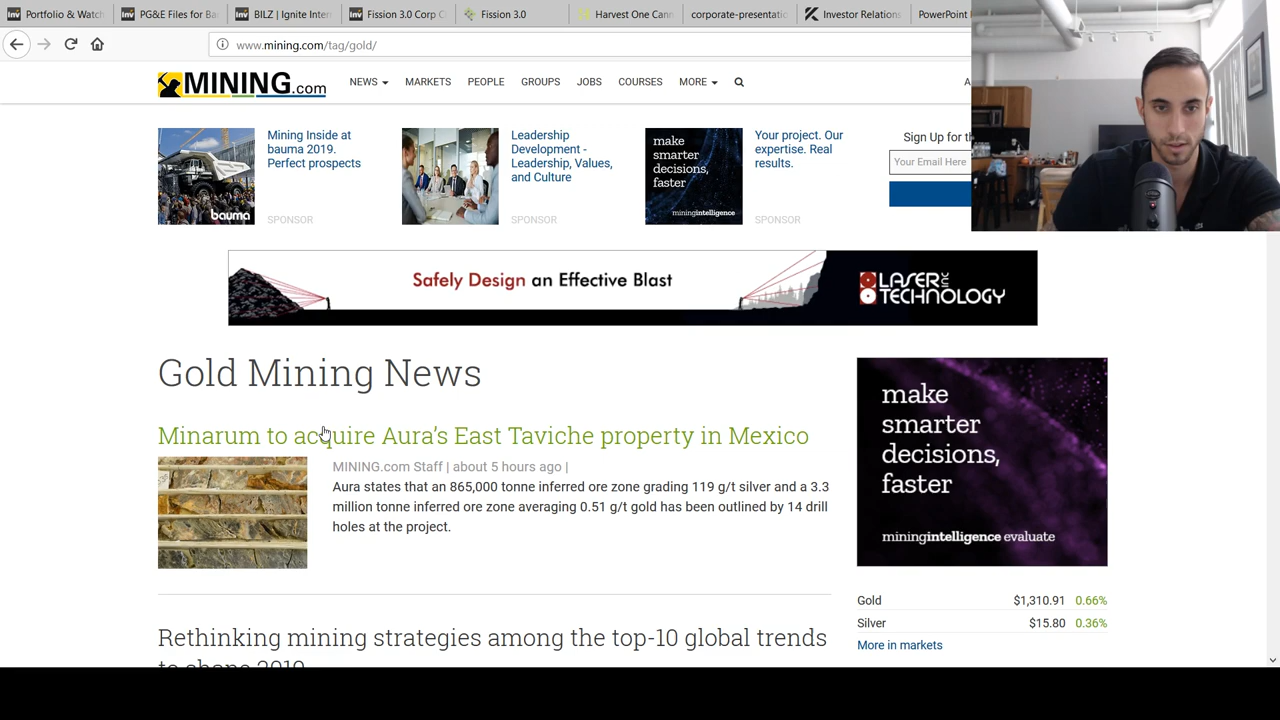 Portfolio & Watch
PG&E Files for Ba
BILZ | Ignite Inter
Fission 3.0 Corp C
Fission 3.0
Harvest One Cann
corporate-presentatio
Investor Relations
PowerPoint
www.mining.com/tag/gold/
MINING.com
NEWS
MARKETS
PEOPLE
GROUPS
JOBS
COURSES
MORE
Mining Inside at
bauma 2019.
Perfect prospects
bauma
SPONSOR
Leadership
Development -
Leadership, Values,
and Culture
SPONSOR
make
smarter
decisions,
faster
miningintelligence
Your project. Our
expertise. Real
results.
SPONSOR
Sign Up for th
Your Email Here
Safely Design an Effective Blast
LASER INC
TECHNOLOGY
Gold Mining News
Minarum to acquire Aura's East Taviche property in Mexico
MINING.com Staff | about 5 hours ago |
Aura states that an 865,000 tonne inferred ore zone grading 119 g/t silver and a 3.3
million tonne inferred ore zone averaging 0.51 g/t gold has been outlined by 14 drill
holes at the project.
Rethinking mining strategies among the top-10 global trends
to shape 2019
make
smarter
decisions,
faster
miningintelligence evaluate
Gold $1,310.91 0.66%
Silver $15.80 0.36%
More in markets